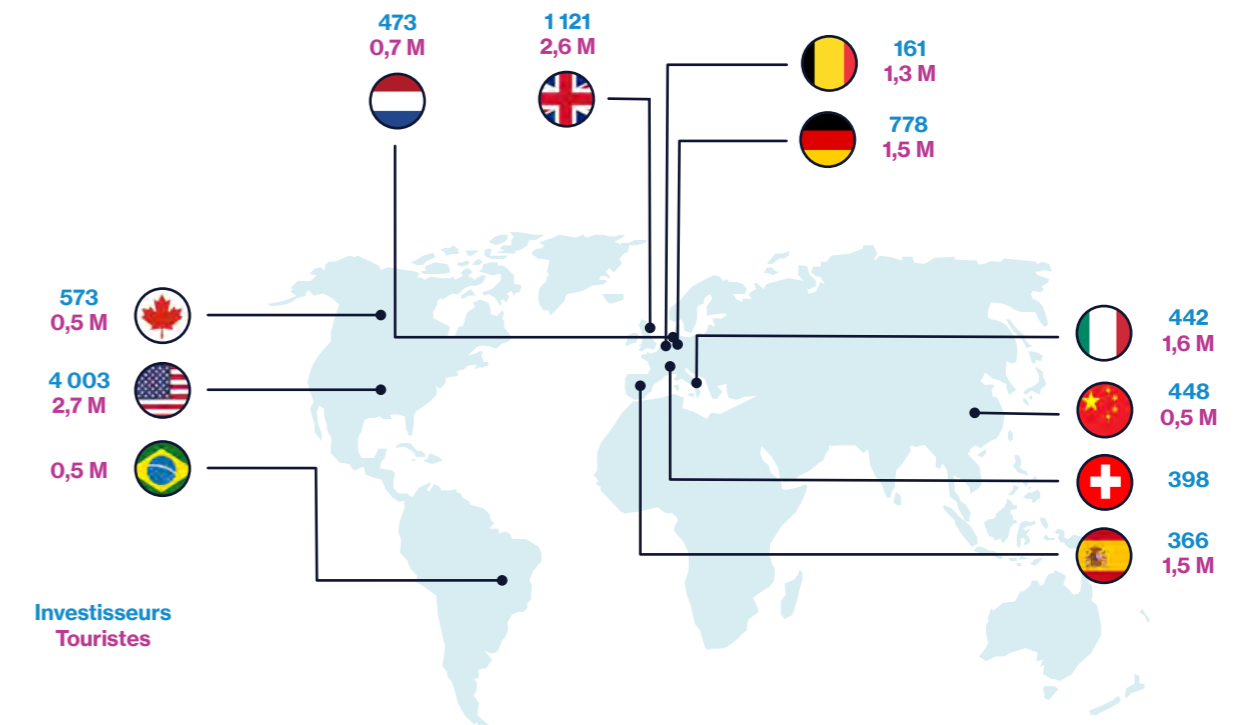 473
0,7 M
1 121
2,6 M
161
1,3 M
778
1,5 M
573
0,5 M
4 003
2,7 M
0,5 M
442
1,6 M
448
0,5 M
398
366
1,5 M
Investisseurs
Touristes